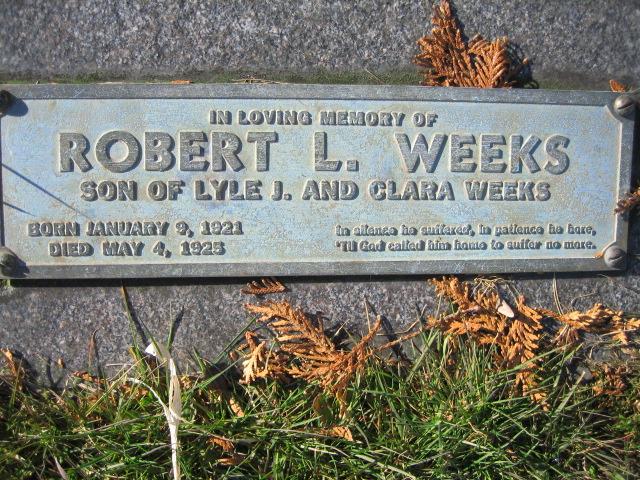 IN LOVING MEMORY OF
ROBERT L. WEEKS
SON OF LYLE J. AND CLARA WEEKS
BORN JANUARY 9, 1921
DIED MAY 4, 1925
In silence he suffered, in patience he bore,
'Til God called him home to suffer no more.